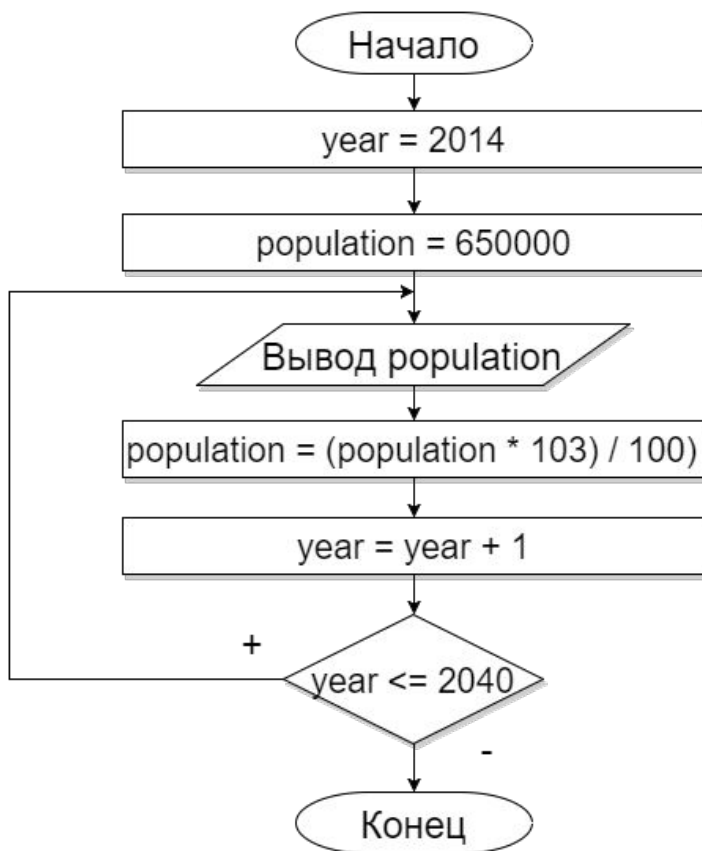 Начало
year = 2014
population = 650000
Вывод population
population = (population * 103) / 100)
year = year + 1
+
year <= 2040
-
Конец